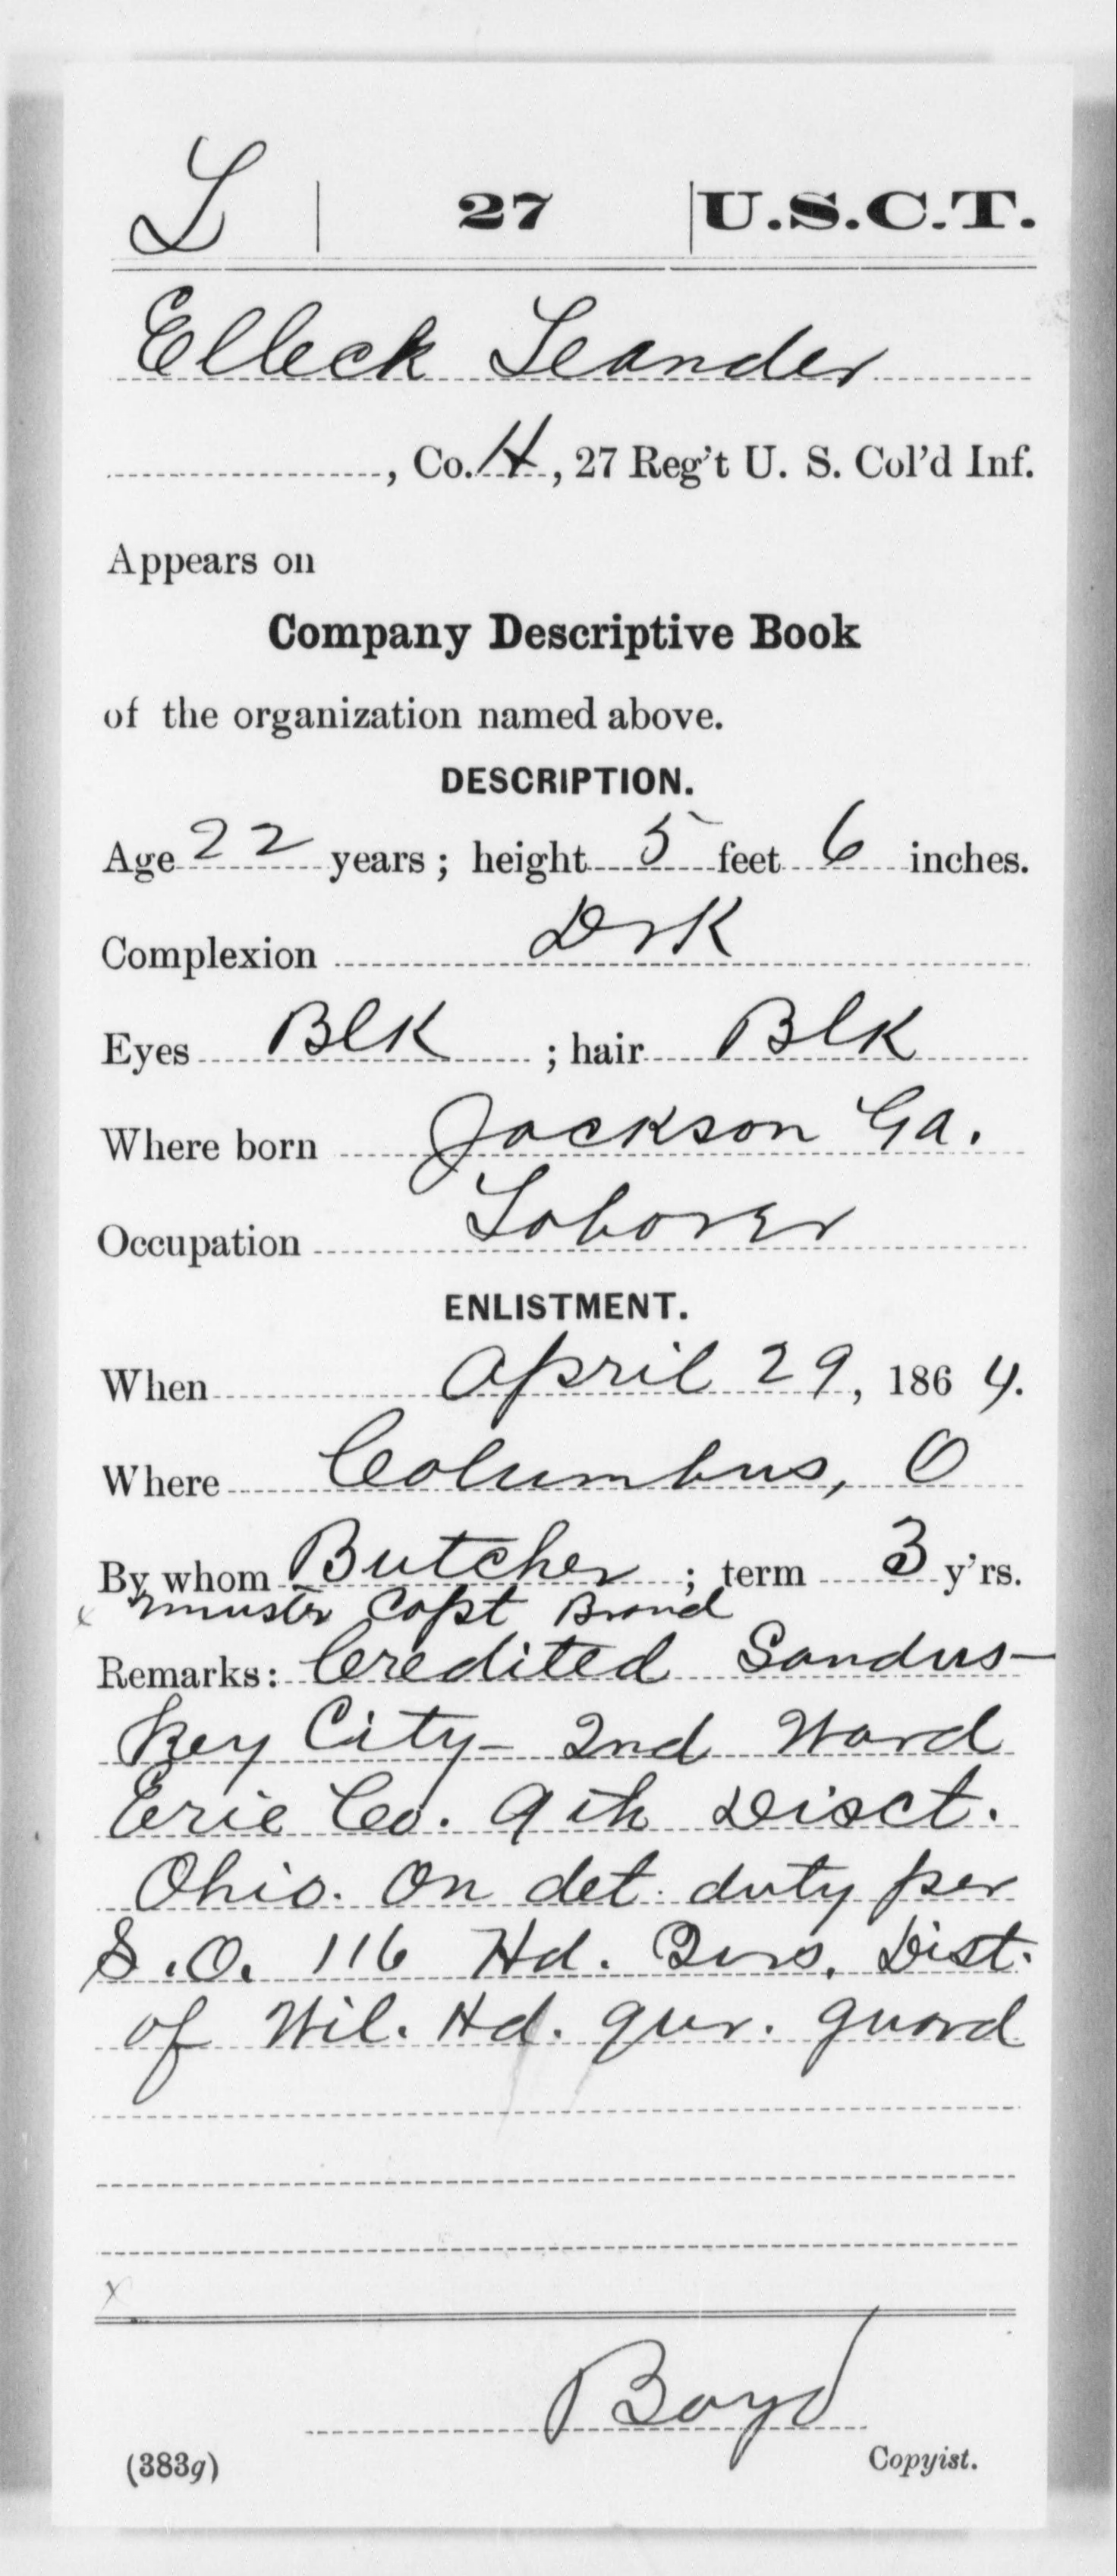 L | 27 | U.S.C.T.
Elleck Leander
, Co. H, 27 Reg't U. S. Col'd Inf.
Appears on
Company Descriptive Book
of the organization named above.
DESCRIPTION.
Age 22 years; height 5 feet 6 inches.
Complexion Drk
Eyes Blk ; hair Blk
Where born Jackson Ga.
Occupation Laborer
ENLISTMENT.
When April 29, 1864.
Where Columbus, O
By whom Butcher ; term 3 y'rs.
x muster Capt Brand
Remarks: Credited Sandus-
key City - 2nd Ward
Erie Co. 9th Disct.
Ohio. On det. duty per
S.O. 116 Hd. Qurs. Dist.
of Wil. Hd. qur. guard
x
Boyd
(383g) Copyist.